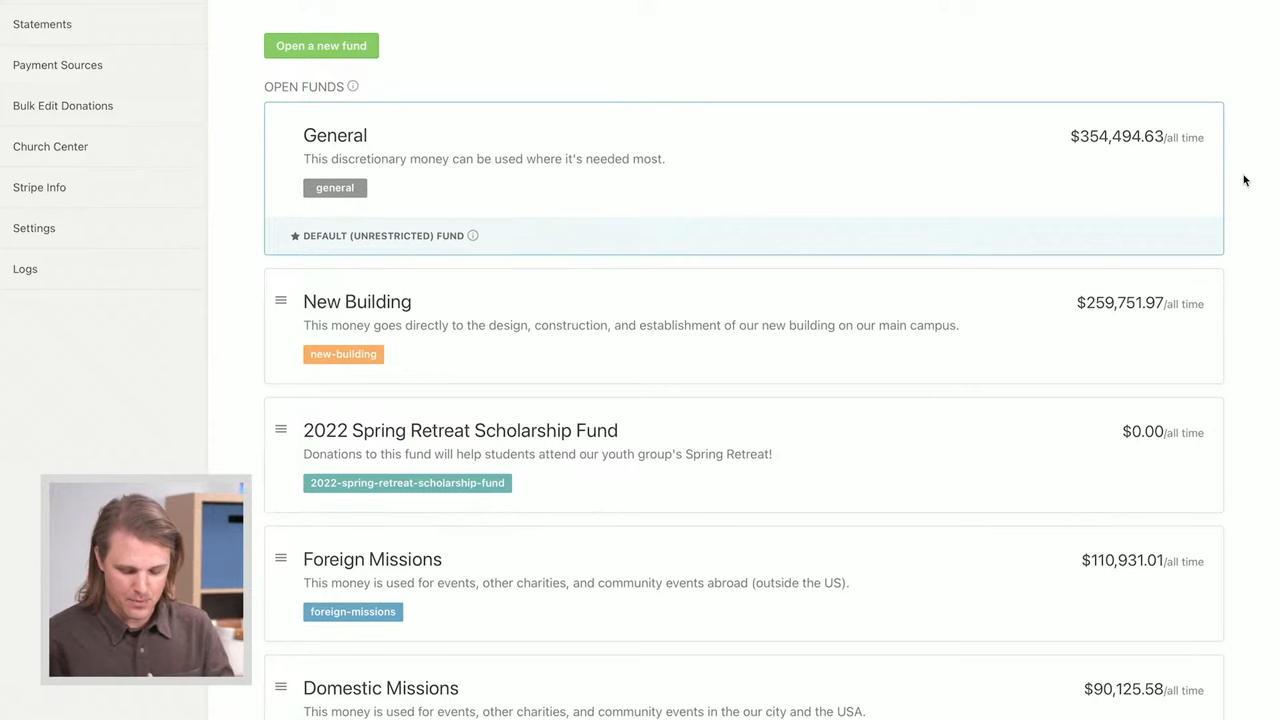 Statements
Payment Sources
Bulk Edit Donations
Church Center
Stripe Info
Settings
Logs
Open a new fund
OPEN FUNDS
General
$354,494.63/all time
This discretionary money can be used where it's needed most.
general
DEFAULT (UNRESTRICTED) FUND
New Building
$259,751.97/all time
This money goes directly to the design, construction, and establishment of our new building on our main campus.
new-building
2022 Spring Retreat Scholarship Fund
$0.00/all time
Donations to this fund will help students attend our youth group's Spring Retreat!
2022-spring-retreat-scholarship-fund
Foreign Missions
$110,931.01/all time
This money is used for events, other charities, and community events abroad (outside the US).
foreign-missions
Domestic Missions
$90,125.58/all time
This money is used for events, other charities, and community events in the our city and the USA.